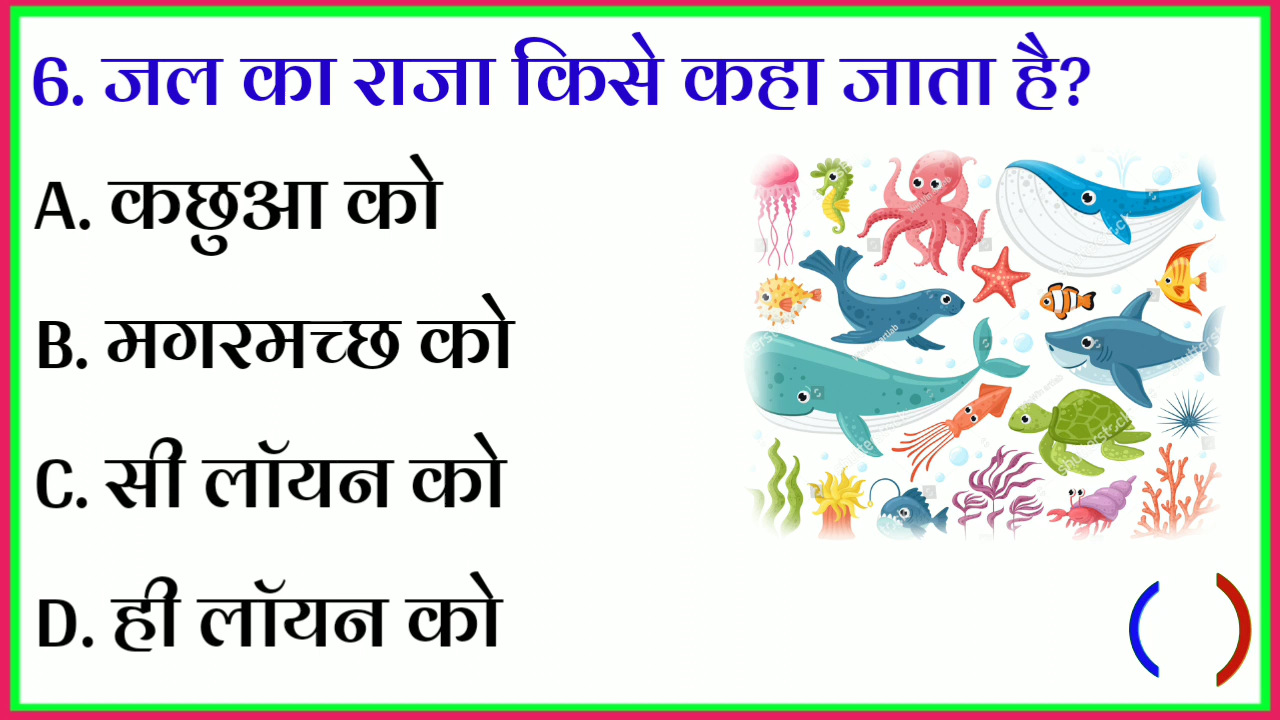 6. जल का राजा किसे कहा जाता है?
A. कछुआ को
B. मगरमच्छ को
C. सी लॉयन को
D. ही लॉयन को